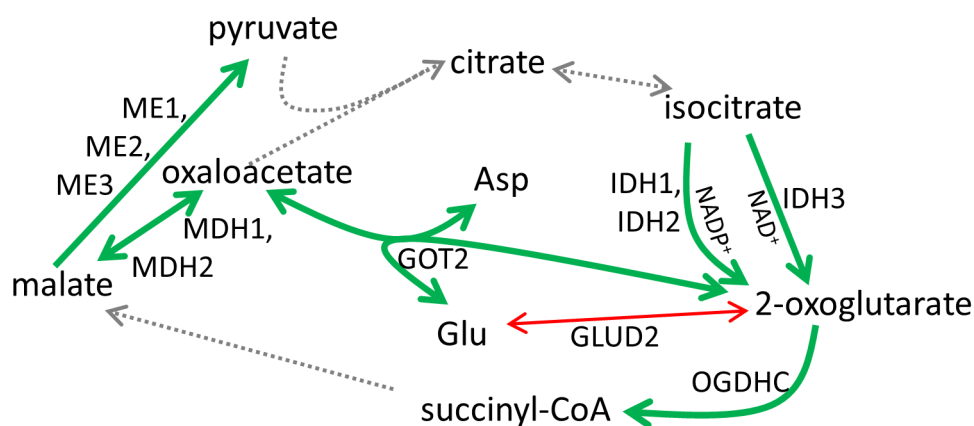 pyruvate
citrate
isocitrate
ME1,
ME2,
ME3
oxaloacetate
Asp
IDH1,
IDH2
NADP+
NAD+
IDH3
MDH1,
MDH2
GOT2
malate
2-oxoglutarate
Glu
GLUD2
OGDHC
succinyl-CoA